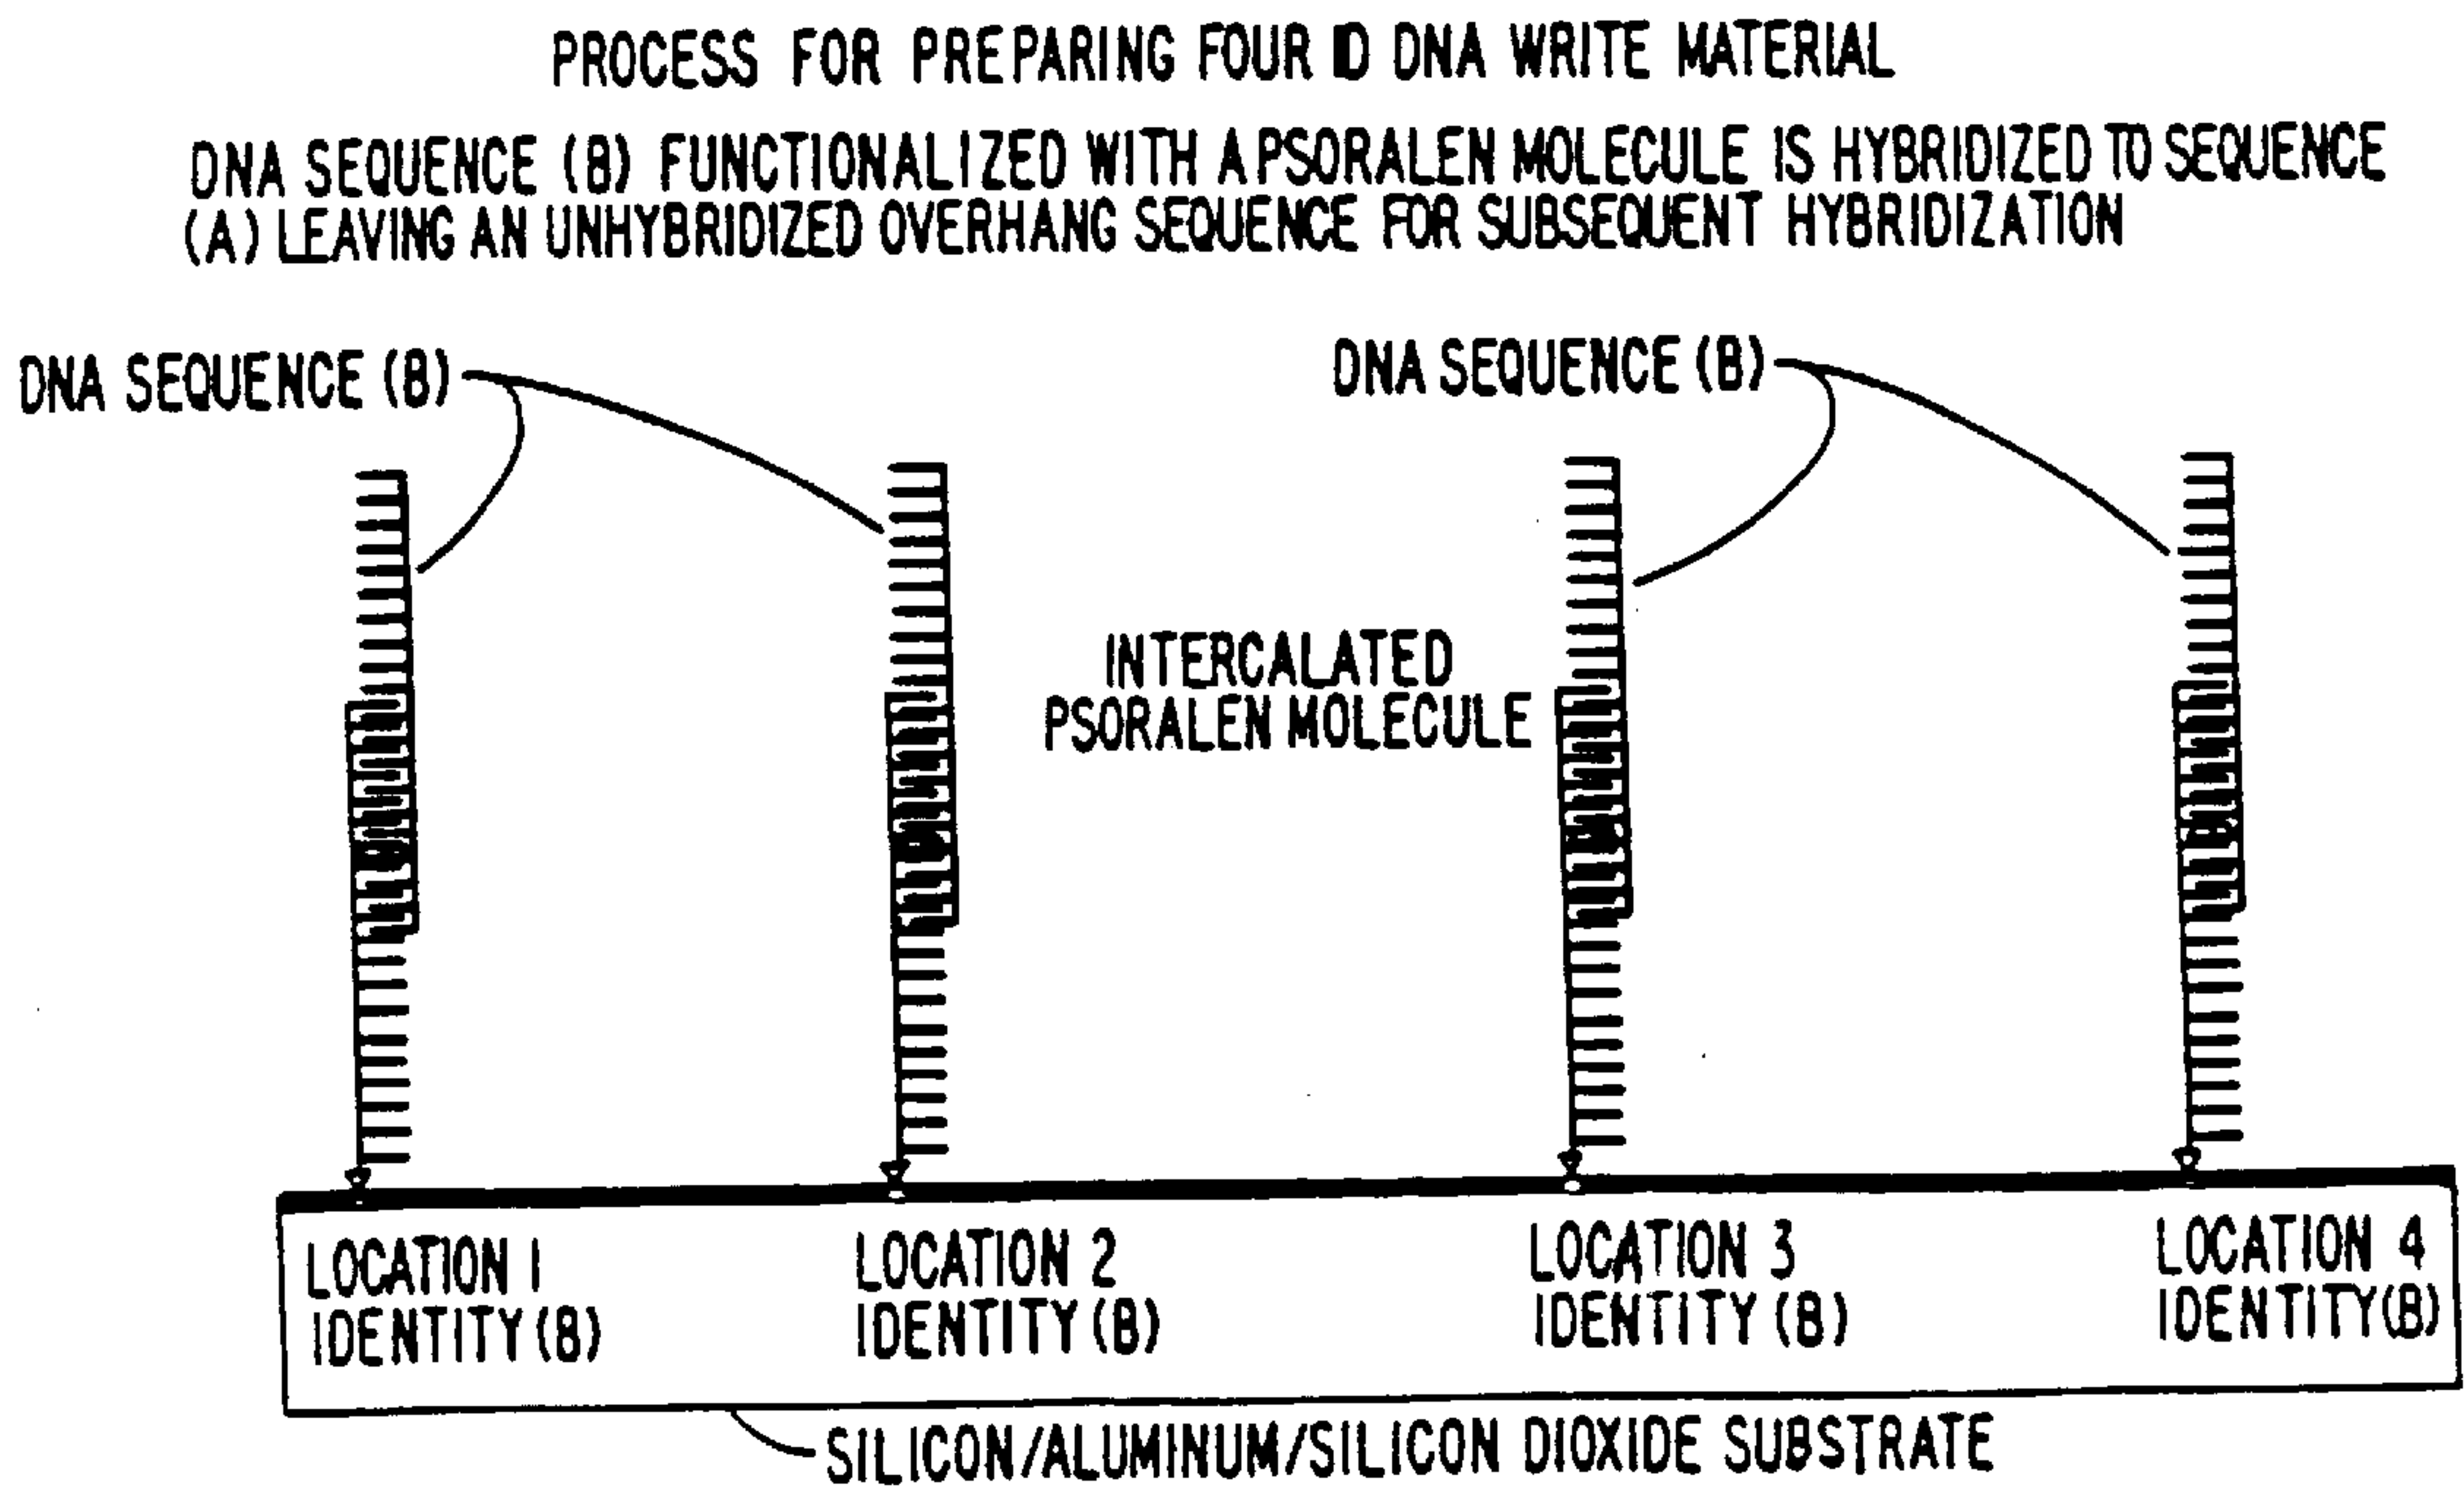 PROCESS FOR PREPARING FOUR ID DNA WRITE MATERIAL
DNA SEQUENCE (B) FUNCTIONALIZED WITH A PSORALEN MOLECULE IS HYBRIDIZED TO SEQUENCE
(A) LEAVING AN UNHYBRIDIZED OVERHANG SEQUENCE FOR SUBSEQUENT HYBRIDIZATION
DNA SEQUENCE (B)
DNA SEQUENCE (B)
INTERCALATED
PSORALEN MOLECULE
LOCATION 1
IDENTITY (B)
LOCATION 2
IDENTITY (B)
LOCATION 3
IDENTITY (B)
LOCATION 4
IDENTITY (B)
SILICON/ALUMINUM/SILICON DIOXIDE SUBSTRATE